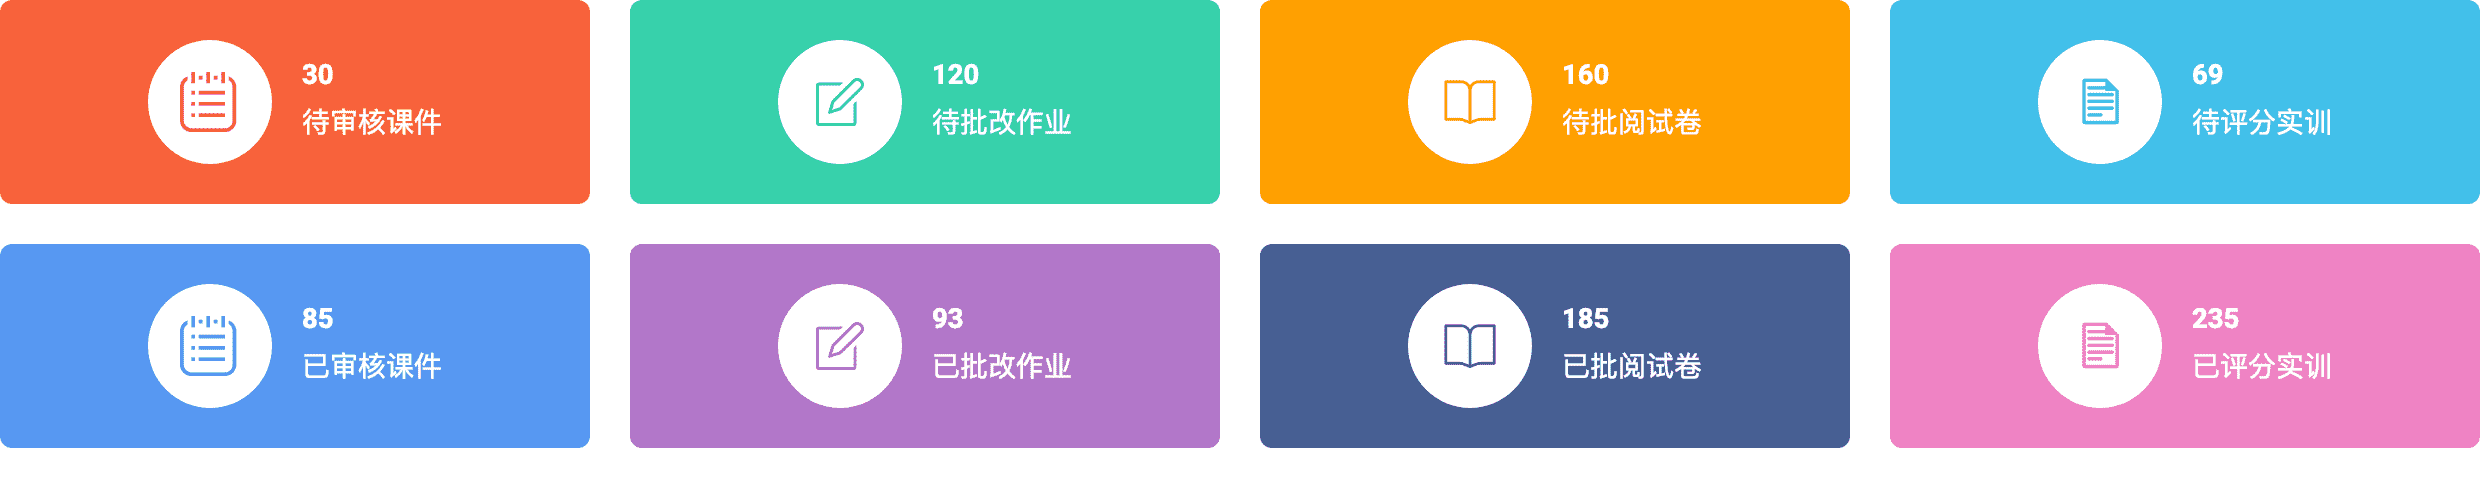 30
待审核课件
120
待批改作业
160
待批阅试卷
69
待评分实训
85
已审核课件
93
已批改作业
185
已批阅试卷
235
已评分实训